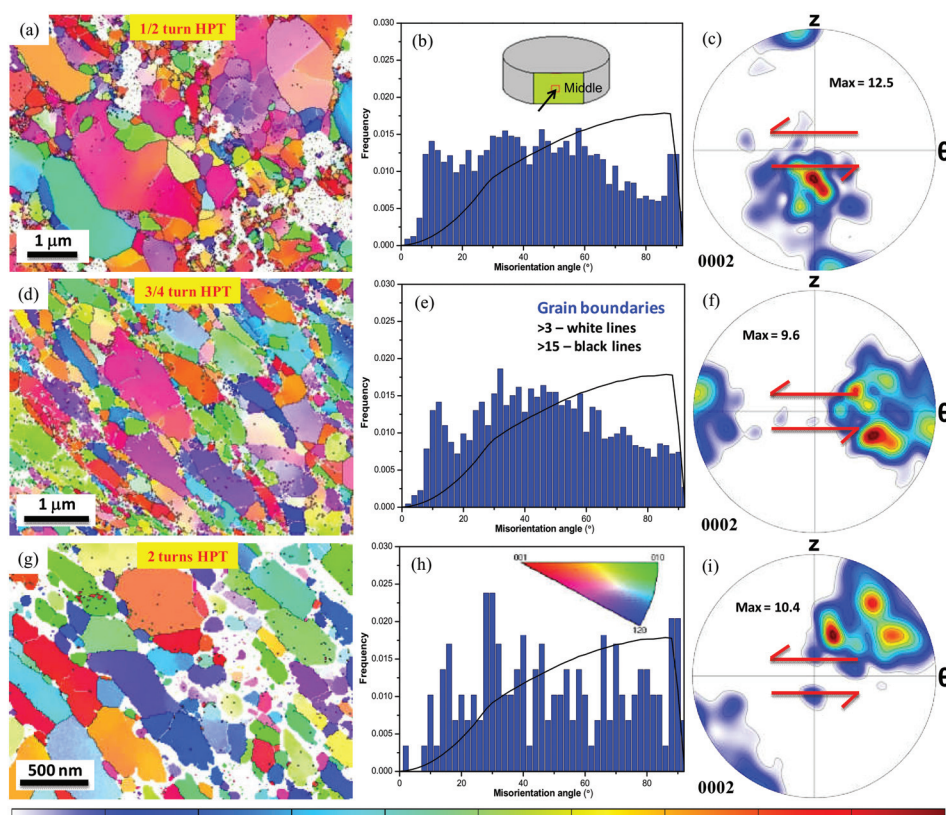 (a) 1/2 turn HPT
1 μm
(b)
Middle
Frequency
0.030
0.025
0.020
0.015
0.010
0.005
0.000
0 20 40 60 80
Misorientation angle (°)
(c)
Z
Max = 12.5
θ
0002
(d) 3/4 turn HPT
1 μm
(e)
Grain boundaries
>3 – white lines
>15 – black lines
Frequency
0.030
0.025
0.020
0.015
0.010
0.005
0.000
0 20 40 60 80
Misorientation angle (°)
(f)
Z
Max = 9.6
θ
0002
(g) 2 turns HPT
500 nm
(h)
001 010
120
Frequency
0.030
0.025
0.020
0.015
0.010
0.005
0.000
0 20 40 60 80
Misorientation angle (°)
(i)
Z
Max = 10.4
θ
0002